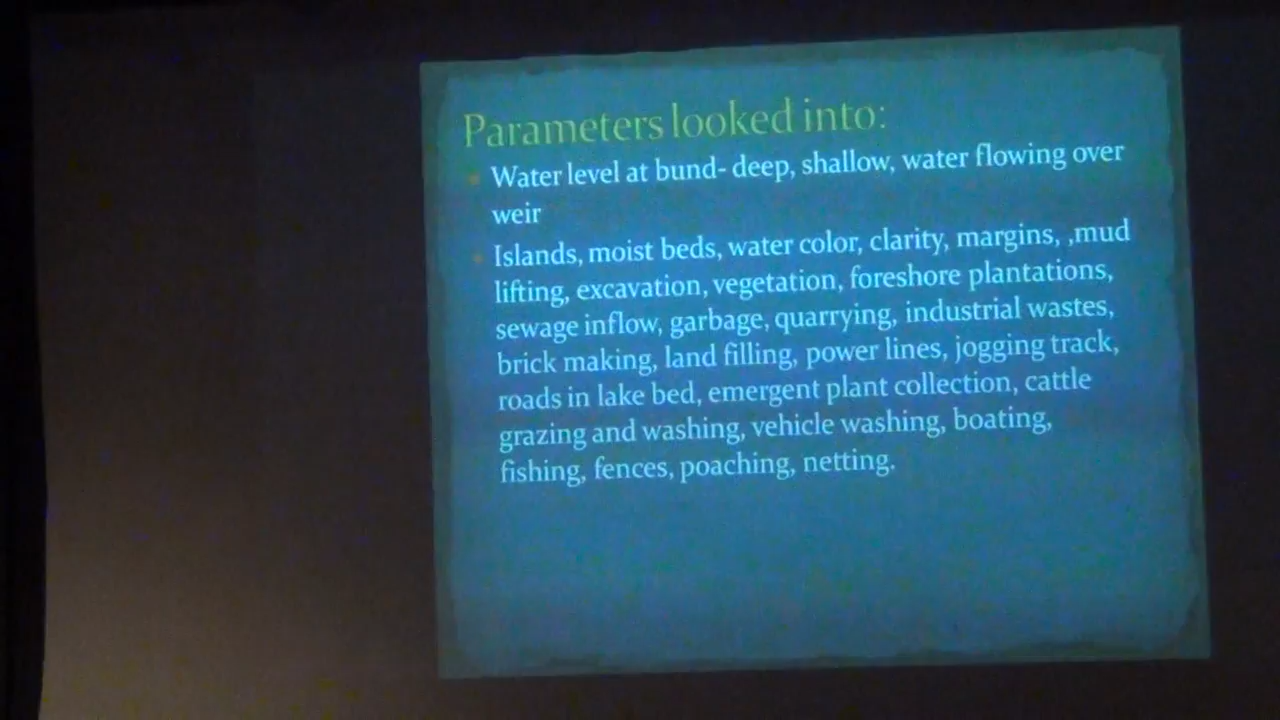 Parameters looked into:
Water level at bund- deep, shallow, water flowing over
weir
Islands, moist beds, water color, clarity, margins, ,mud
lifting, excavation, vegetation, foreshore plantations,
sewage inflow, garbage, quarrying, industrial wastes,
brick making, land filling, power lines, jogging track,
roads in lake bed, emergent plant collection, cattle
grazing and washing, vehicle washing, boating,
fishing, fences, poaching, netting.